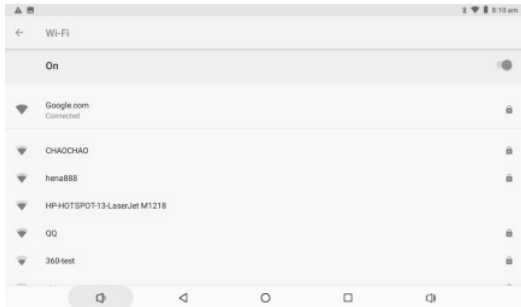 8:10 am
Wi-Fi
On
Google.com
Connected
CHAOCHAO
hena888
HP-HOTSPOT-13-LaserJet M1218
QQ
360-test